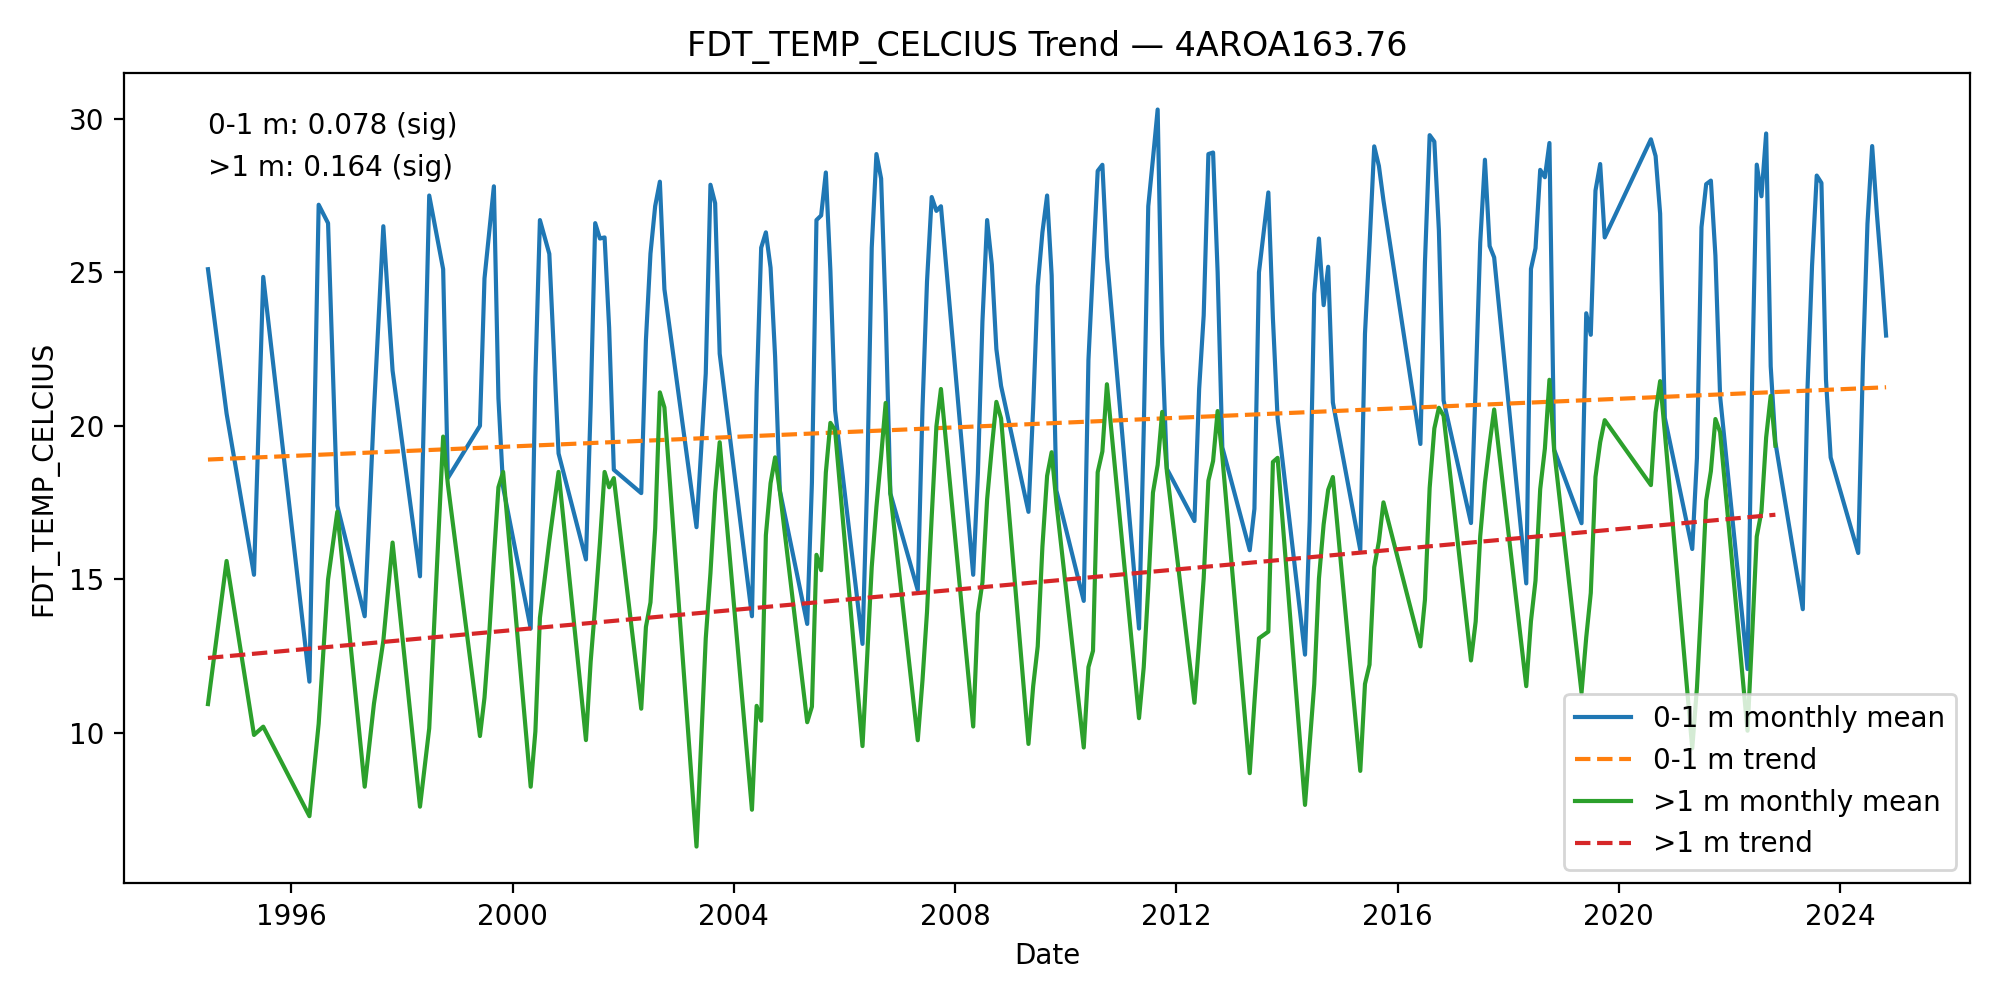 FDT_TEMP_CELCIUS Trend — 4AROA163.76
0-1 m: 0.078 (sig)
>1 m: 0.164 (sig)
30
25
20
15
10
FDT_TEMP_CELCIUS
0-1 m monthly mean
0-1 m trend
>1 m monthly mean
>1 m trend
1996 2000 2004 2008 2012 2016 2020 2024
Date